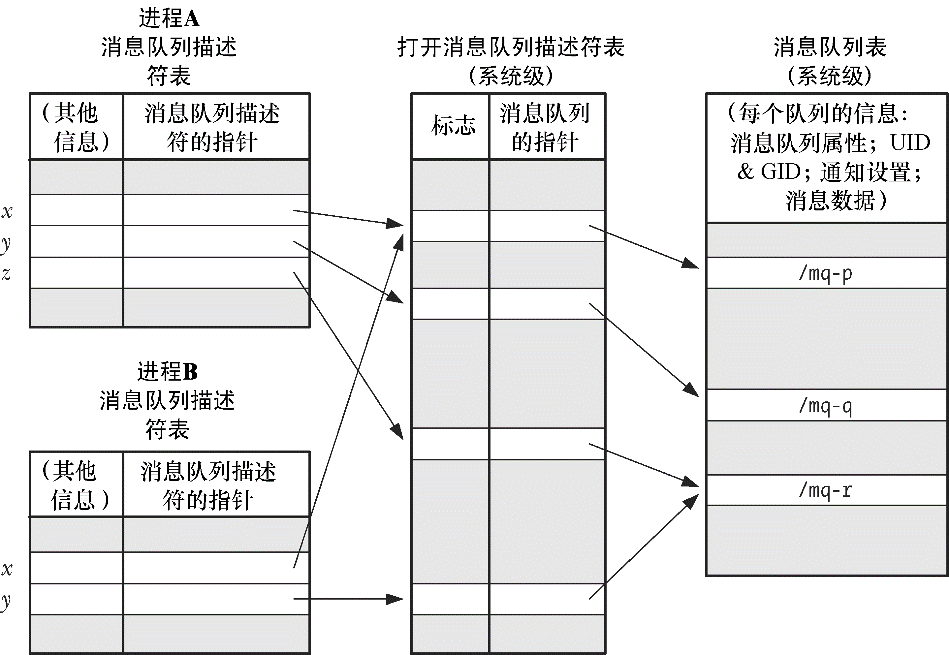 进程A
消息队列描述
符表
(其他
信息)
消息队列描述
符的指针
x
y
z
进程B
消息队列描述
符表
(其他
信息)
消息队列描述
符的指针
x
y
打开消息队列描述符表
(系统级)
标志
消息队列
的指针
消息队列表
(系统级)
(每个队列的信息:
消息队列属性; UID
& GID; 通知设置;
消息数据)
/mq-p
/mq-q
/mq-r